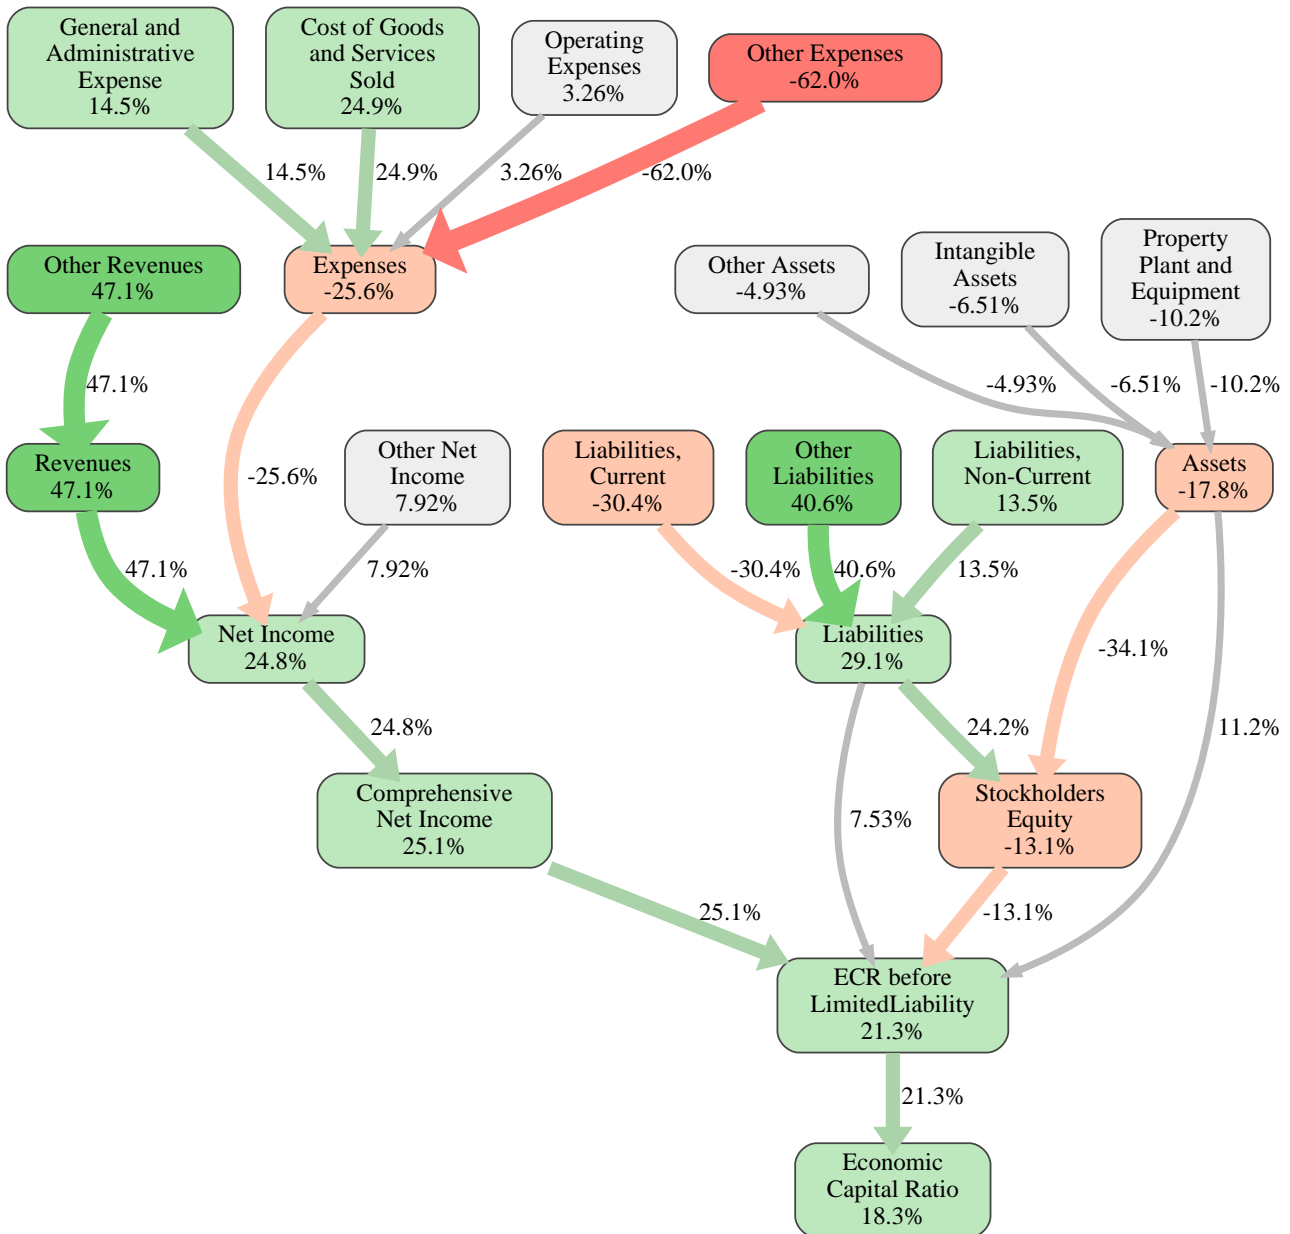 General and
Administrative
Expense
14.5%
Cost of Goods
and Services
Sold
24.9%
Operating
Expenses
3.26%
Other Expenses
-62.0%
14.5%
24.9%
3.26%
-62.0%
Other Revenues
47.1%
Expenses
-25.6%
Other Assets
-4.93%
Intangible
Assets
-6.51%
Property
Plant and
Equipment
-10.2%
47.1%
-4.93%
-6.51%
-10.2%
Revenues
47.1%
-25.6%
Other Net
Income
7.92%
Liabilities,
Current
-30.4%
Other
Liabilities
40.6%
Liabilities,
Non-Current
13.5%
Assets
-17.8%
47.1%
7.92%
-30.4%
40.6%
13.5%
Net Income
24.8%
Liabilities
29.1%
-34.1%
24.8%
24.2%
11.2%
Comprehensive
Net Income
25.1%
7.53%
Stockholders
Equity
-13.1%
25.1%
-13.1%
ECR before
LimitedLiability
21.3%
21.3%
Economic
Capital Ratio
18.3%